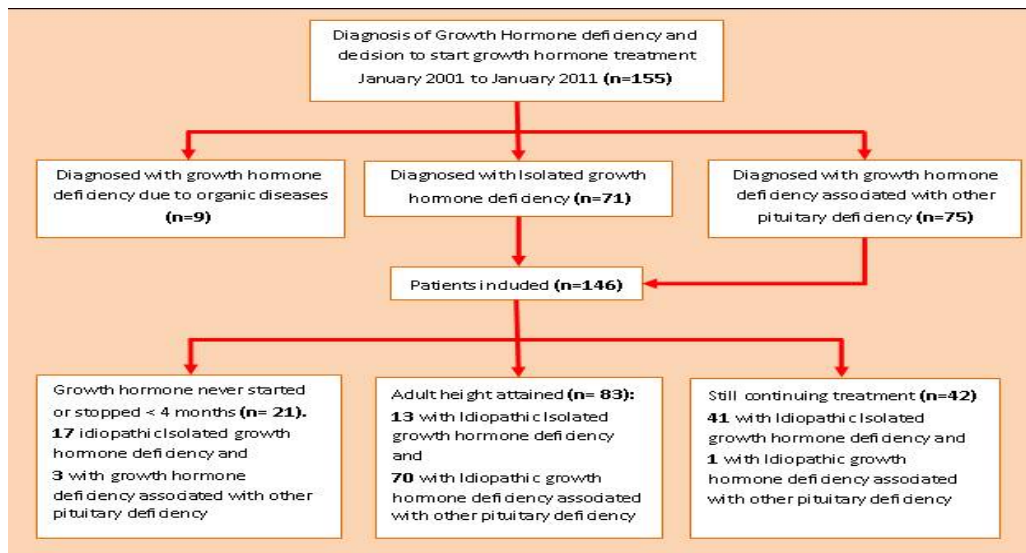 Diagnosis of Growth Hormone deficiency and
decision to start growth hormone treatment
January 2001 to January 2011 (n=155)
Diagnosed with growth hormone
deficiency due to organic diseases
(n=9)
Diagnosed with Isolated growth
hormone deficiency (n=71)
Diagnosed with growth hormone
deficiency associated with other
pituitary deficiency (n=75)
Patients included (n=146)
Growth hormone never started
or stopped < 4 months (n= 21).
17 idiopathic Isolated growth
hormone deficiency and
3 with growth hormone
deficiency associated with other
pituitary deficiency
Adult height attained (n= 83):
13 with Idiopathic Isolated
growth hormone deficiency
and
70 with Idiopathic growth
hormone deficiency associated
with other pituitary deficiency
Still continuing treatment (n=42)
41 with Idiopathic Isolated
growth hormone deficiency and
1 with Idiopathic growth
hormone deficiency associated
with other pituitary deficiency